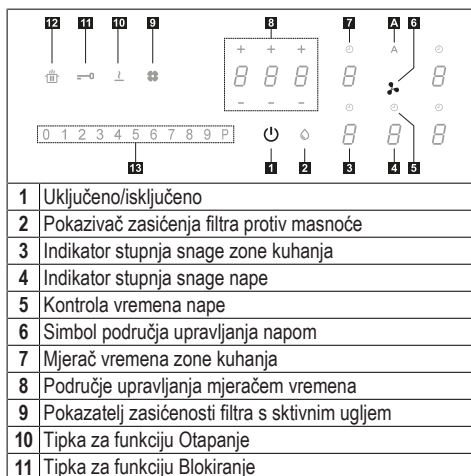 12 11 10 9 8 7 A 6
+ + + A
8 8 8 8 8
- - -
0 1 2 3 4 5 6 7 8 9 P 8 8 8
13 1 2 3 4 5
1 Uključeno/isključeno
2 Pokazivač zasićenja filtra protiv masnoće
3 Indikator stupnja snage zone kuhanja
4 Indikator stupnja snage nape
5 Kontrola vremena nape
6 Simbol područja upravljanja napom
7 Mjerač vremena zone kuhanja
8 Područje upravljanja mjeračem vremena
9 Pokazatelj zasićenosti filtra s sktivnim ugljem
10 Tipka za funkciju Otapanje
11 Tipka za funkciju Blokiranje